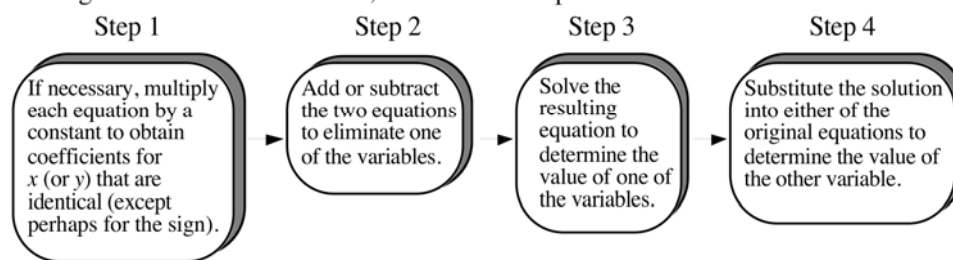 Step 1
Step 2
Step 3
Step 4
If necessary, multiply
each equation by a
constant to obtain
coefficients for
x (or y) that are
identical (except
perhaps for the sign).
Add or subtract
the two equations
to eliminate one
of the variables.
Solve the
resulting
equation to
determine the
value of one of
the variables.
Substitute the solution
into either of the
original equations to
determine the value of
the other variable.